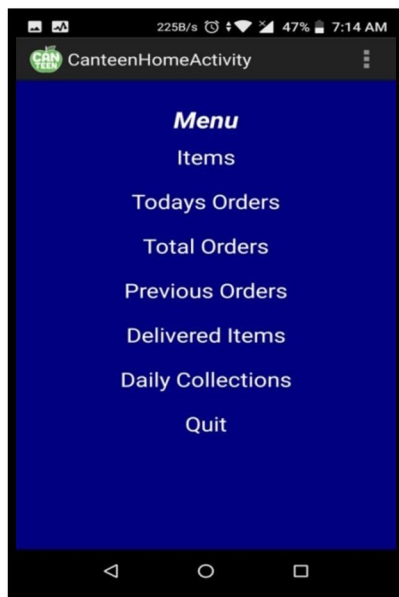 225B/s 47% 7:14 AM
CAN
TEEN
CanteenHomeActivity
Menu
Items
Todays Orders
Total Orders
Previous Orders
Delivered Items
Daily Collections
Quit